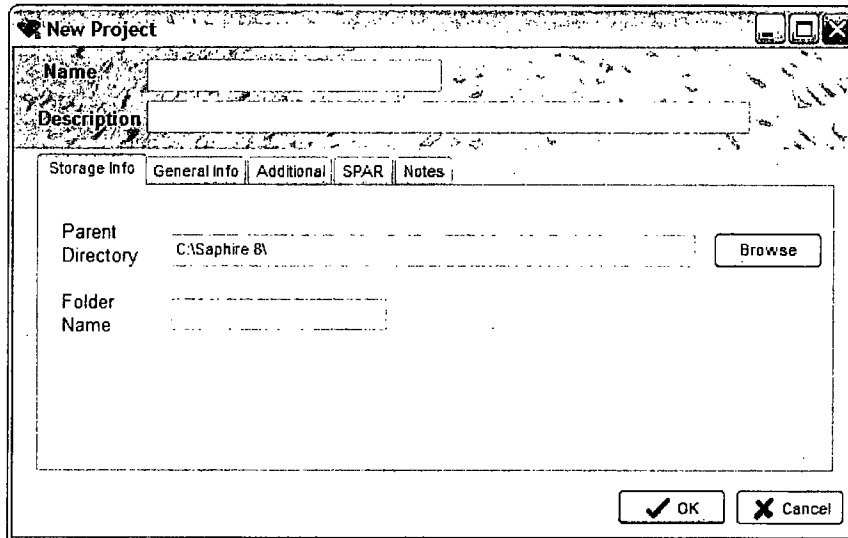 New Project
Name
Description
Storage Info General Info Additional SPAR Notes
Parent
Directory
C:\Saphire 8\
Browse
Folder
Name
OK Cancel